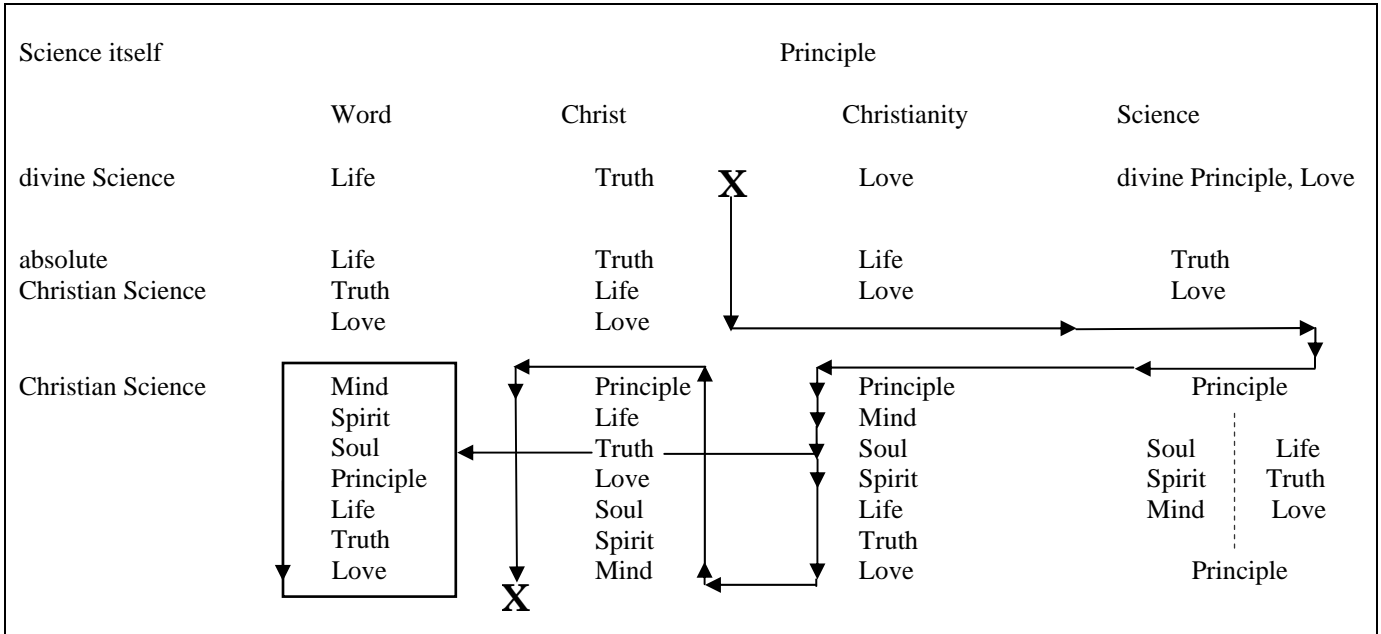 Science itself Principle
Word Christ Christianity Science
divine Science Life Truth X Love divine Principle, Love
absolute Life Truth Life Truth
Christian Science Truth Life Love Love
Love Love
Christian Science Mind Principle Principle Principle
Spirit Life Mind
Soul Truth Soul Soul Life
Principle Love Spirit Spirit Truth
Life Soul Life Mind Love
Truth Spirit Truth
Love Mind Love Principle
X